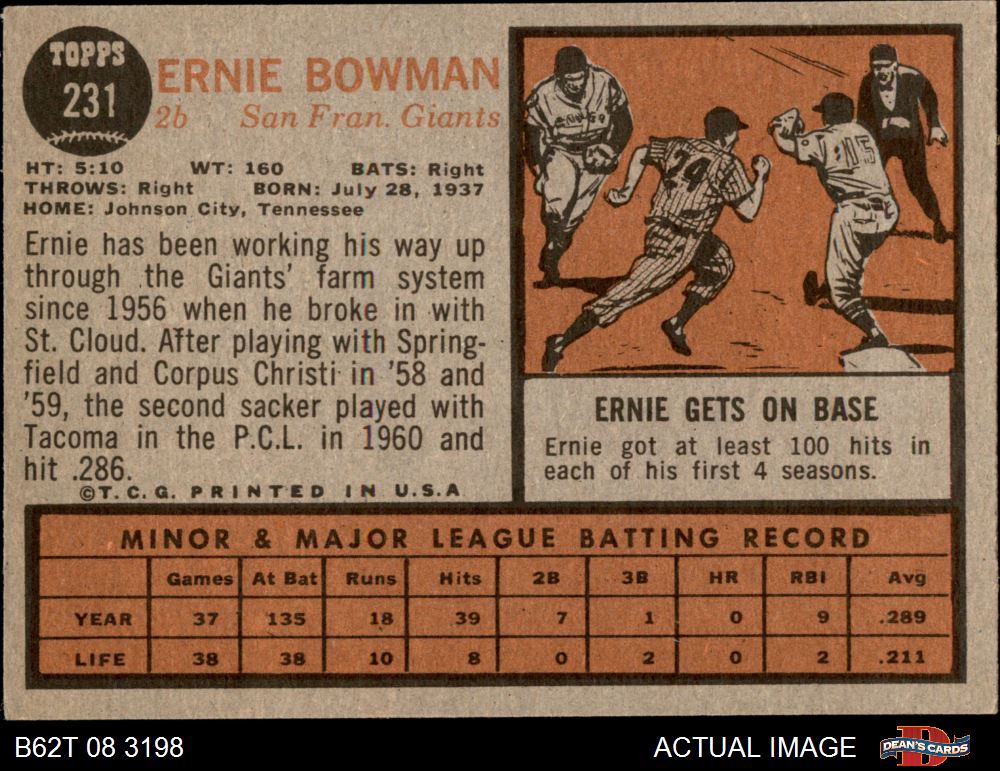 TOPPS
231
ERNIE BOWMAN
2b San Fran. Giants
HT: 5:10 WT: 160 BATS: Right
THROWS: Right BORN: July 28, 1937
HOME: Johnson City, Tennessee
Ernie has been working his way up
through the Giants' farm system
since 1956 when he broke in with
St. Cloud. After playing with Spring-
field and Corpus Christi in '58 and
'59, the second sacker played with
Tacoma in the P.C.L. in 1960 and
hit .286.
©T.C.G. PRINTED IN U.S.A
24
15
ERNIE GETS ON BASE
Ernie got at least 100 hits in
each of his first 4 seasons.
MINOR & MAJOR LEAGUE BATTING RECORD
Games At Bat Runs Hits 2B 3B HR RBI Avg
YEAR 37 135 18 39 7 1 0 9 .289
LIFE 38 38 10 8 0 2 0 2 .211
B62T 08 3198
ACTUAL IMAGE
DEAN'S CARDS